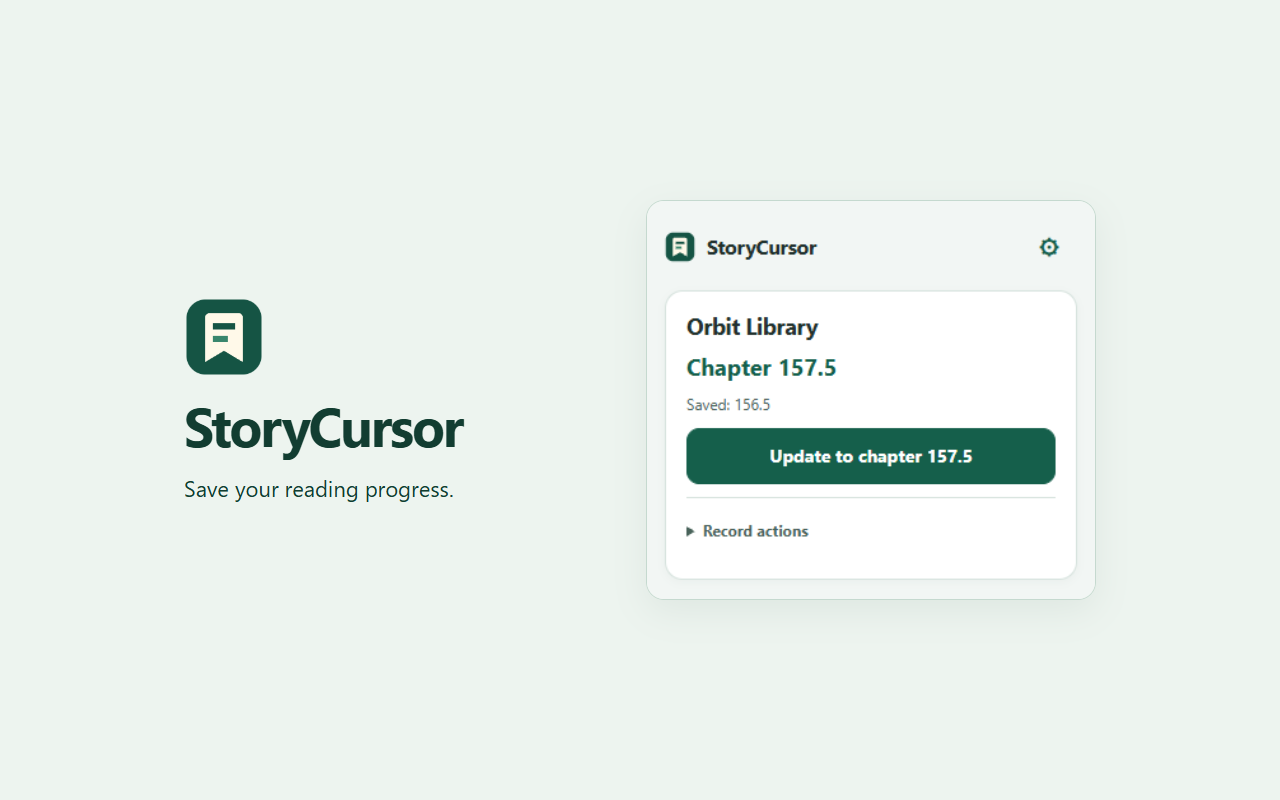 StoryCursor
Save your reading progress.
StoryCursor
Orbit Library
Chapter 157.5
Saved: 156.5
Update to chapter 157.5
Record actions